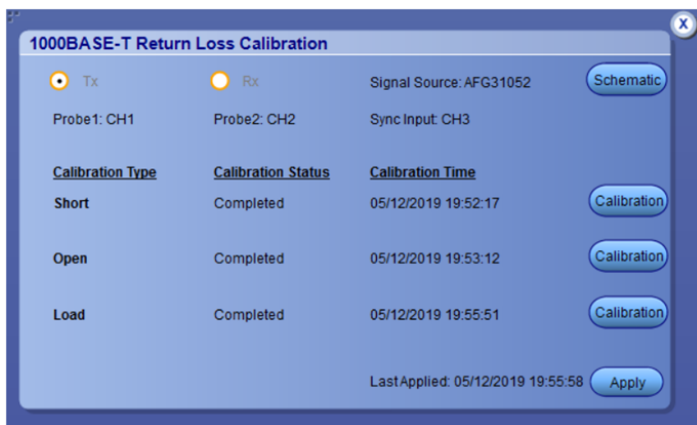 X
1000BASE-T Return Loss Calibration
Tx Rx Signal Source: AFG31052 Schematic
Probe1: CH1 Probe2: CH2 Sync Input: CH3
Calibration Type Calibration Status Calibration Time
Short Completed 05/12/2019 19:52:17 Calibration
Open Completed 05/12/2019 19:53:12 Calibration
Load Completed 05/12/2019 19:55:51 Calibration
Last Applied: 05/12/2019 19:55:58 Apply